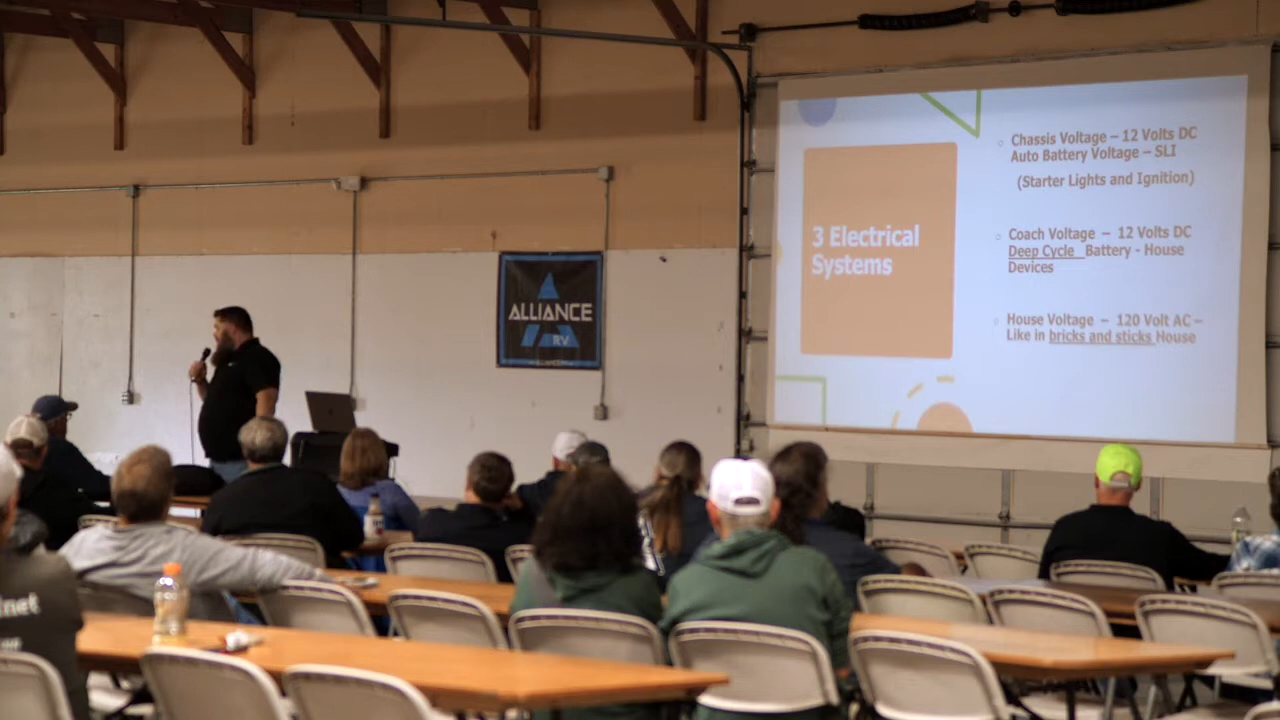 Chassis Voltage – 12 Volts DC
Auto Battery Voltage – SLI
(Starter Lights and Ignition)
3 Electrical
Systems
Coach Voltage – 12 Volts DC
Deep Cycle Battery - House
Devices
House Voltage – 120 Volt AC –
Like in bricks and sticks House
ALLIANCE
RV